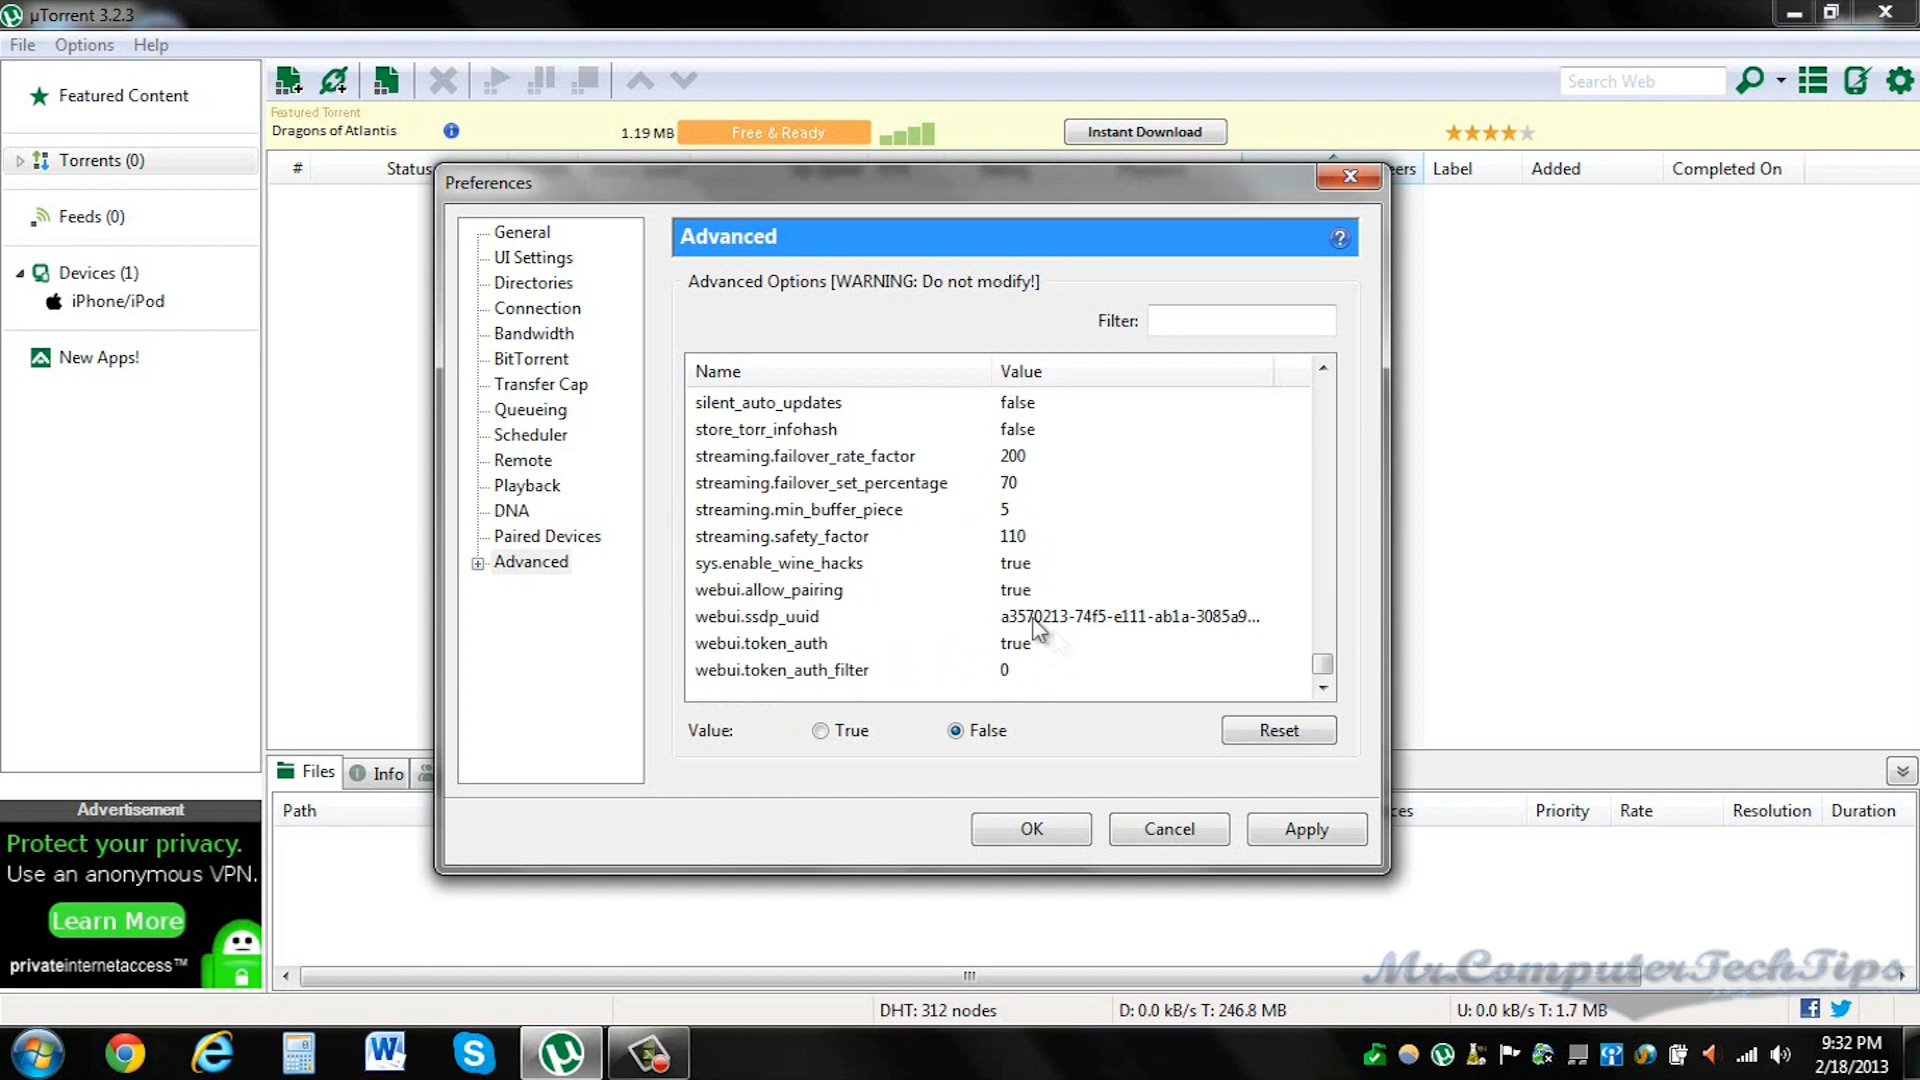 µTorrent 3.2.3
File Options Help
Featured Content
Torrents (0)
Feeds (0)
Devices (1)
iPhone/iPod
New Apps!
Search Web
Featured Torrent
Dragons of Atlantis
1.19 MB
Free & Ready
Instant Download
# Status
Label Added Completed On
Preferences
General
UI Settings
Directories
Connection
Bandwidth
BitTorrent
Transfer Cap
Queueing
Scheduler
Remote
Playback
DNA
Paired Devices
Advanced
Advanced
Advanced Options [WARNING: Do not modify!]
Filter:
Name Value
silent_auto_updates false
store_torr_infohash false
streaming.failover_rate_factor 200
streaming.failover_set_percentage 70
streaming.min_buffer_piece 5
streaming.safety_factor 110
sys.enable_wine_hacks true
webui.allow_pairing true
webui.ssdp_uuid a3570213-74f5-e111-ab1a-3085a9...
webui.token_auth true
webui.token_auth_filter 0
Value: True False Reset
OK Cancel Apply
Files Info
Path Priority Rate Resolution Duration
Advertisement
Protect your privacy.
Use an anonymous VPN.
Learn More
privateinternetaccess™
Mr.ComputerTechTips
DHT: 312 nodes D: 0.0 kB/s T: 246.8 MB U: 0.0 kB/s T: 1.7 MB
9:32 PM
2/18/2013